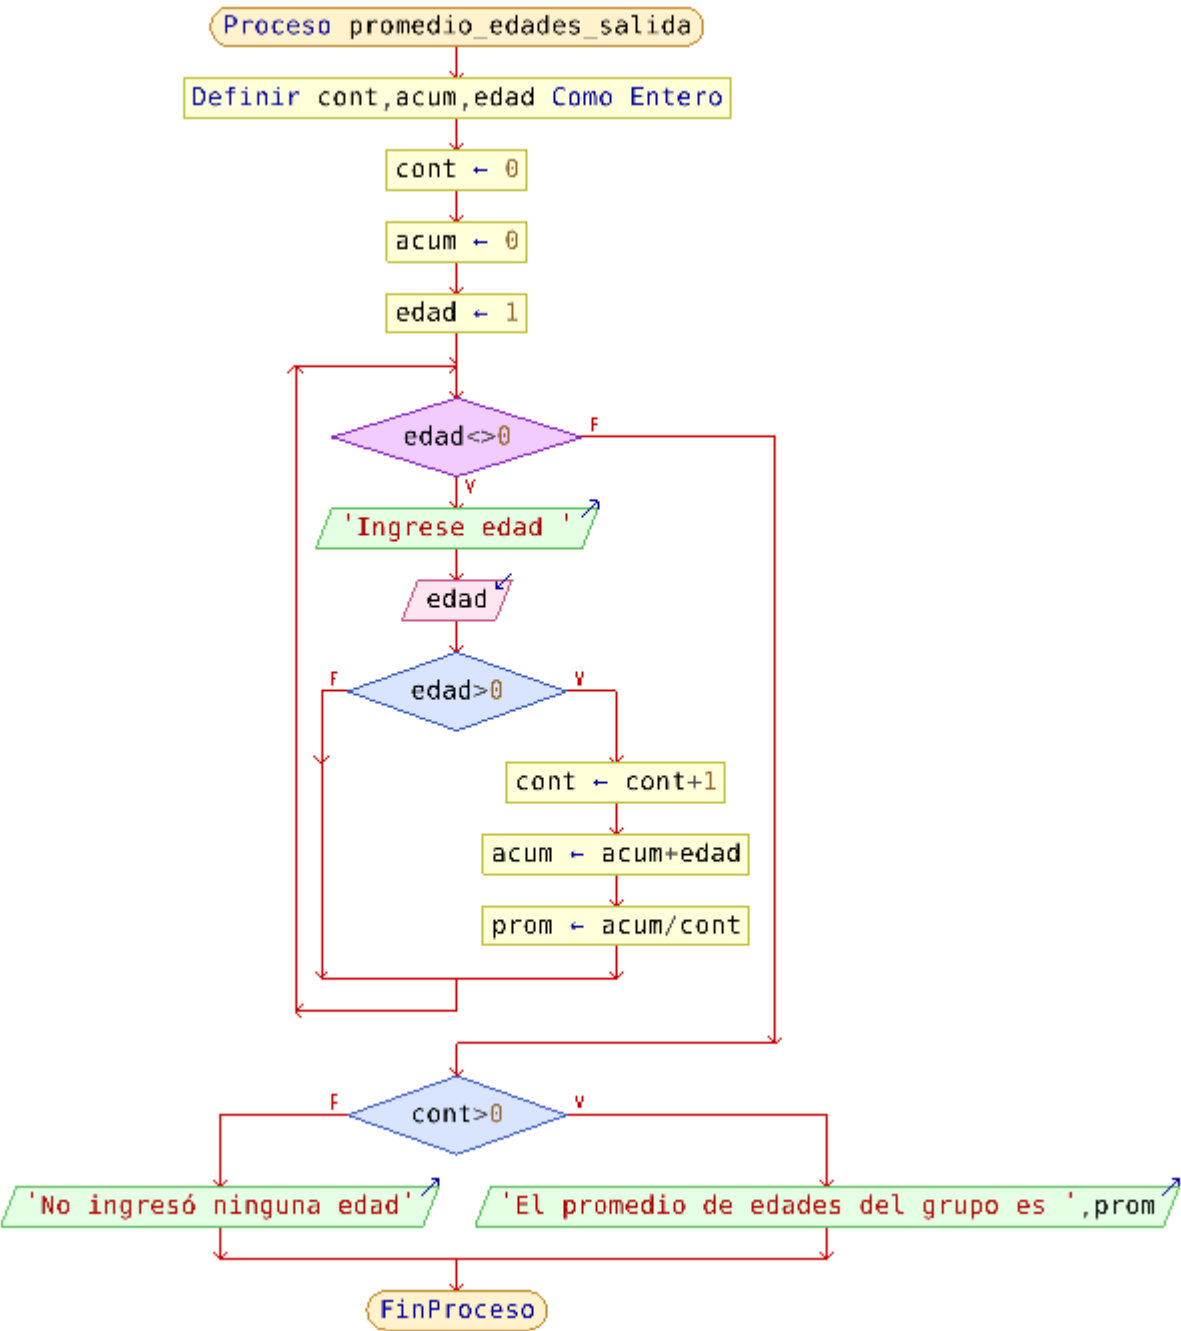 Proceso promedio_edades_salida
Definir cont,acum,edad Como Entero
cont ← 0
acum ← 0
edad ← 1
edad<>0
F
V
'Ingrese edad '
edad
F
edad>0
V
cont ← cont+1
acum ← acum+edad
prom ← acum/cont
F
cont>0
V
'No ingresó ninguna edad'
'El promedio de edades del grupo es ',prom
FinProceso